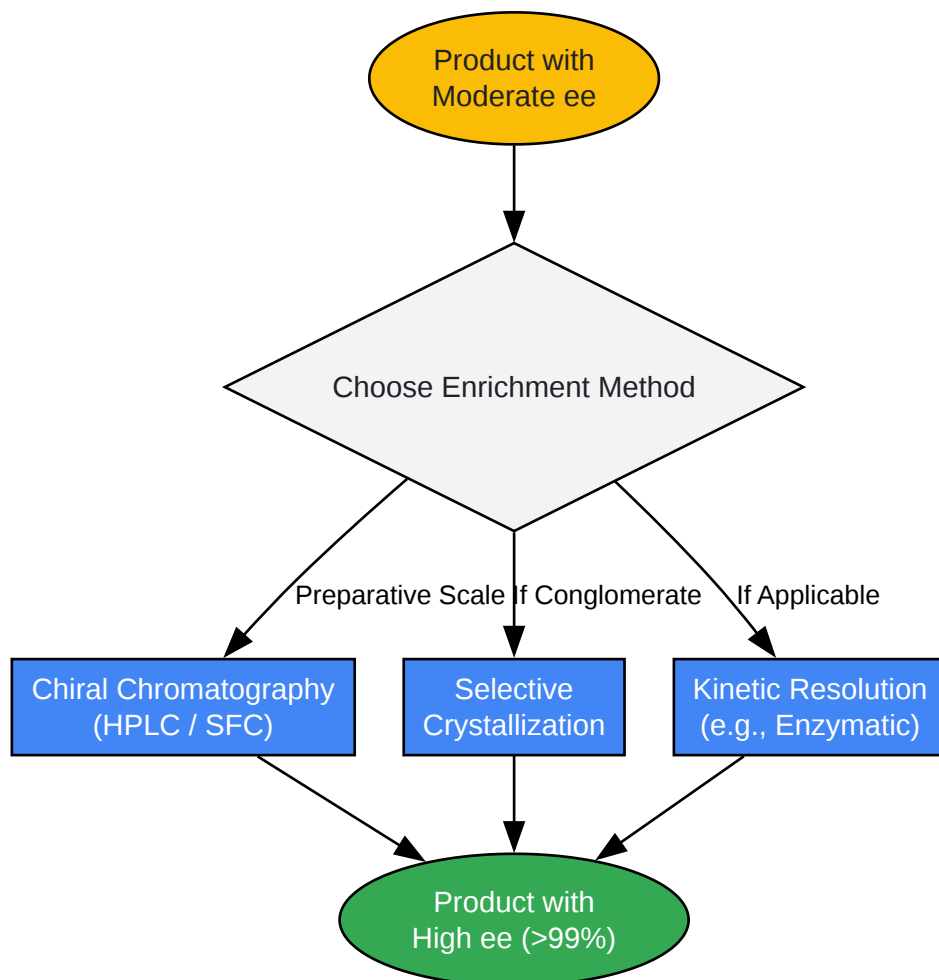 Product with
Moderate ee
Choose Enrichment Method
Preparative Scale
If Conglomerate
If Applicable
Chiral Chromatography
(HPLC / SFC)
Selective
Crystallization
Kinetic Resolution
(e.g., Enzymatic)
Product with
High ee (>99%)